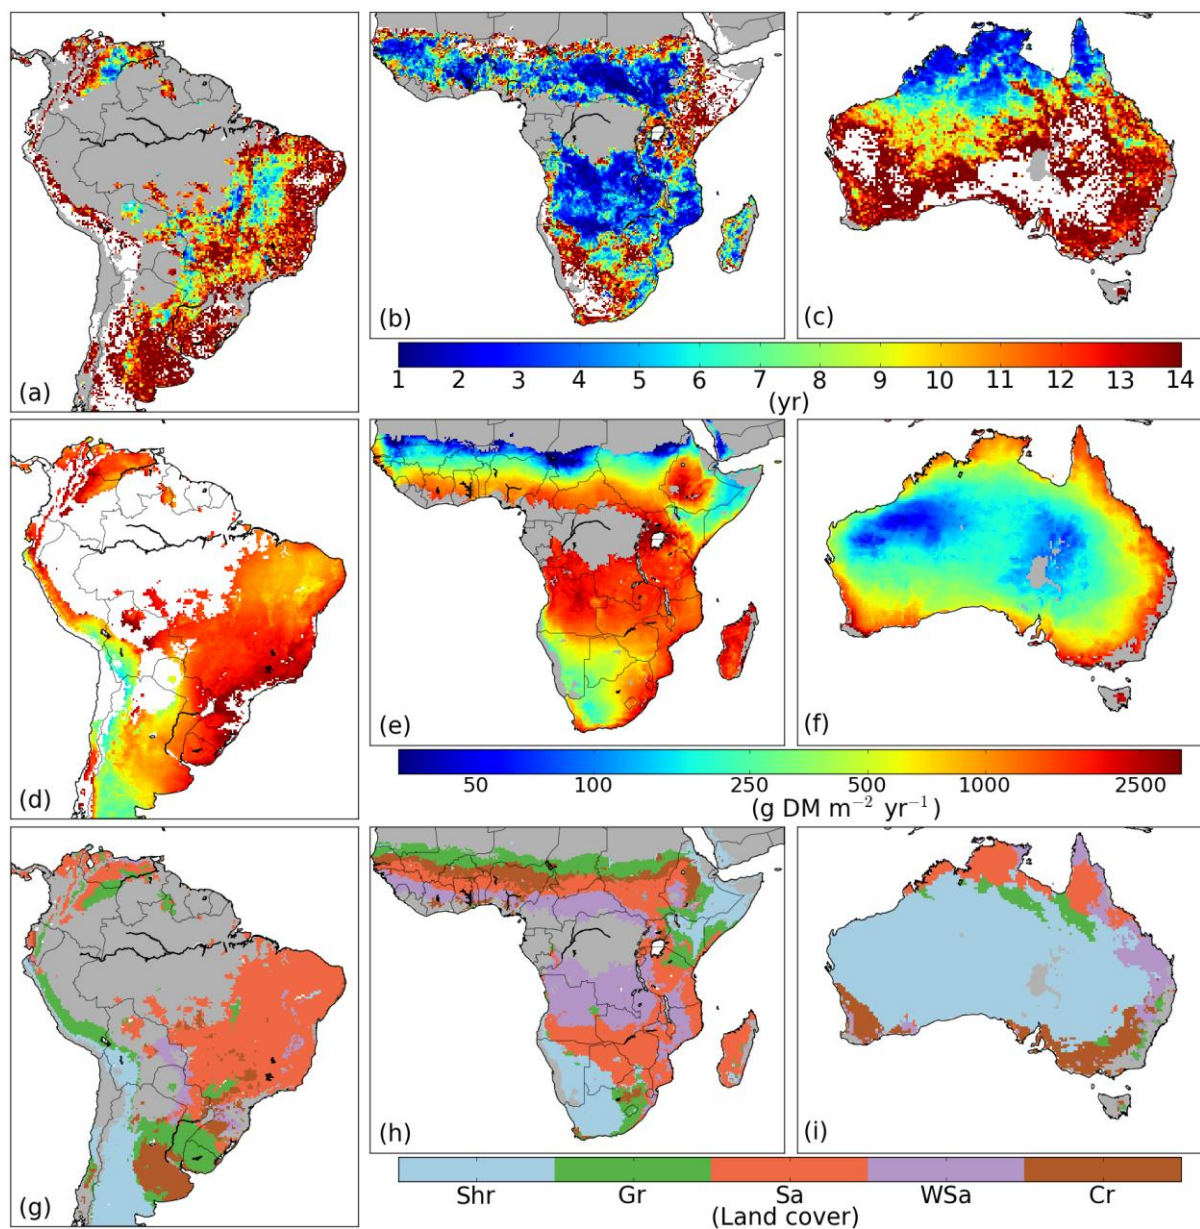 (a)
(b)
(c)
1 2 3 4 5 6 7 8 9 10 11 12 13 14
(yr)
(d)
(e)
(f)
50 100 250 500 1000 2500
(g DM m⁻² yr⁻¹)
(g)
(h)
(i)
Shr Gr Sa WSa Cr
(Land cover)